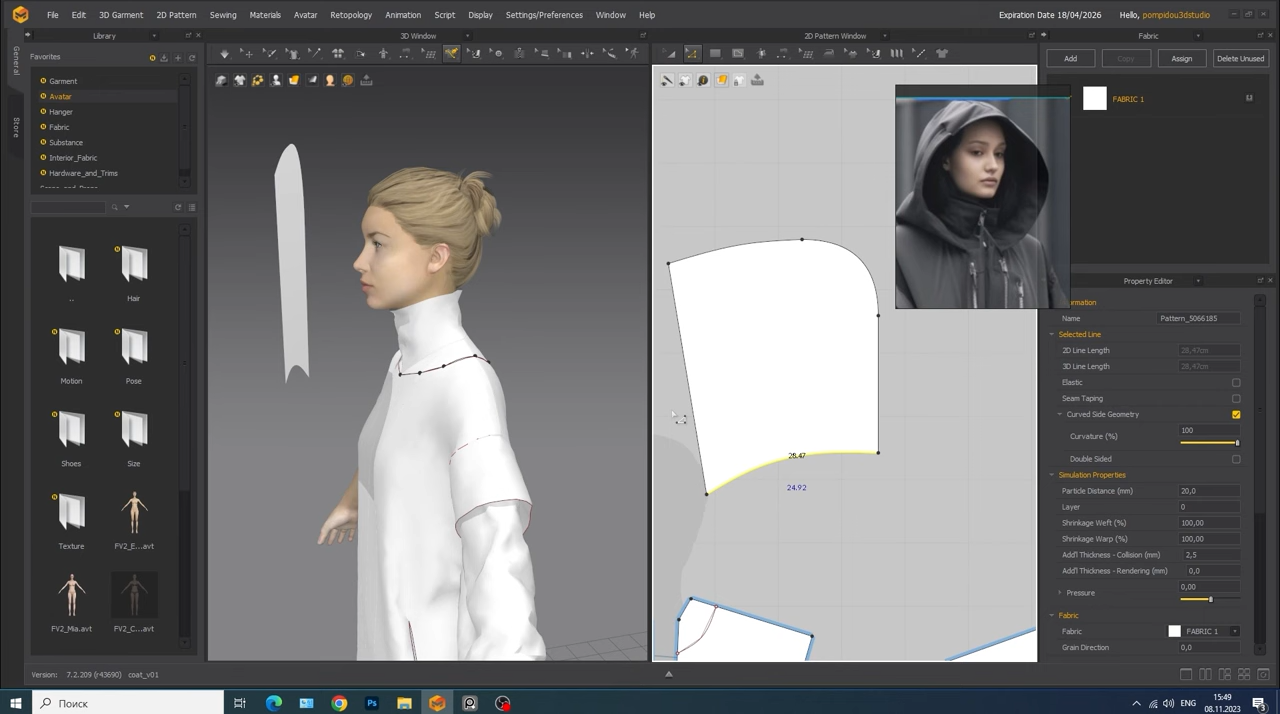 File Edit 3D Garment 2D Pattern Sewing Materials Avatar Retopology Animation Script Display Settings/Preferences Window Help
Expiration Date 18/04/2026 Hello, pompidou3dstudio
Library
3D Window
2D Pattern Window
Fabric
General
Store
Favorites
Garment
Avatar
Hanger
Fabric
Substance
Interior_Fabric
Hardware_and_Trims
..
Hair
Motion
Pose
Shoes
Size
Texture
FV2_E...avt
FV2_Mia.avt
FV2_C...avt
28.47
24.92
Add Copy Assign Delete Unused
FABRIC 1
Property Editor
Name Pattern_5066185
Selected Line
2D Line Length 28,47cm
3D Line Length 28,47cm
Elastic
Seam Taping
Curved Side Geometry
Curvature (%) 100
Double Sided
Simulation Properties
Particle Distance (mm) 20,0
Layer 0
Shrinkage Weft (%) 100,00
Shrinkage Warp (%) 100,00
Add'l Thickness - Collision (mm) 2,5
Add'l Thickness - Rendering (mm) 0,0
Pressure 0,00
Fabric
Fabric FABRIC 1
Grain Direction 0,0
Version: 7.2.209 (r43690) coat_v01
Поиск
ENG
15:49
08.11.2023